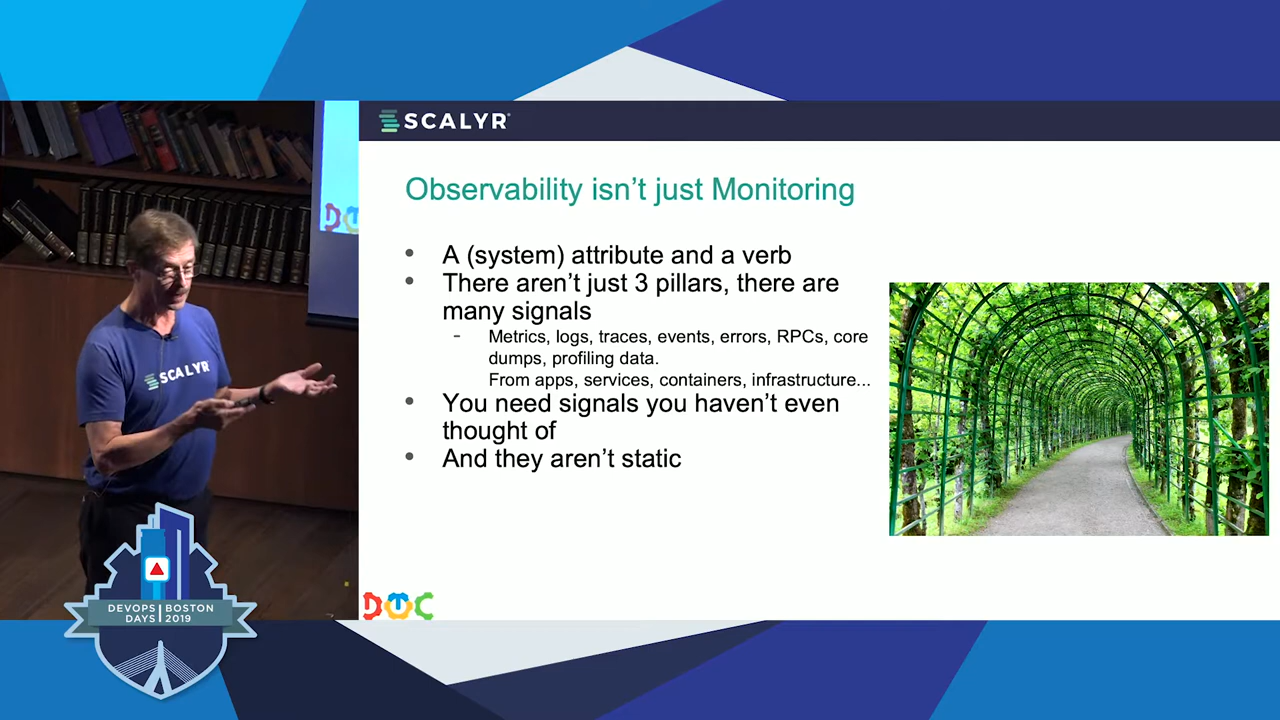 SCALYR
Observability isn't just Monitoring
• A (system) attribute and a verb
• There aren't just 3 pillars, there are
many signals
- Metrics, logs, traces, events, errors, RPCs, core
dumps, profiling data.
From apps, services, containers, infrastructure...
• You need signals you haven't even
thought of
• And they aren't static
SCALYR
DOC
DEVOPS BOSTON
DAYS 2019